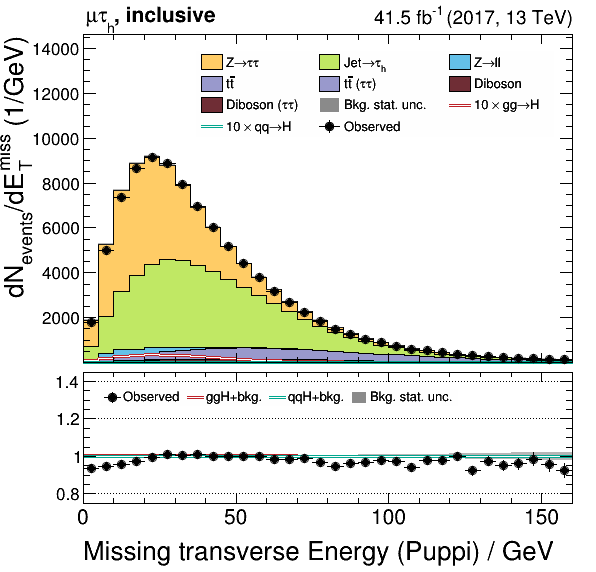 μτh, inclusive 41.5 fb⁻¹ (2017, 13 TeV)
dNevents/dETmiss (1/GeV)
14000
12000
10000
8000
6000
4000
2000
Z→ττ Jet→τh Z→ll
tt̄ tt̄ (ττ) Diboson
Diboson (ττ) Bkg. stat. unc. 10 × gg→H
10 × qq→H Observed
1.4
1.2
1
0.8
Observed ggH+bkg. qqH+bkg. Bkg. stat. unc.
0 50 100 150
Missing transverse Energy (Puppi) / GeV